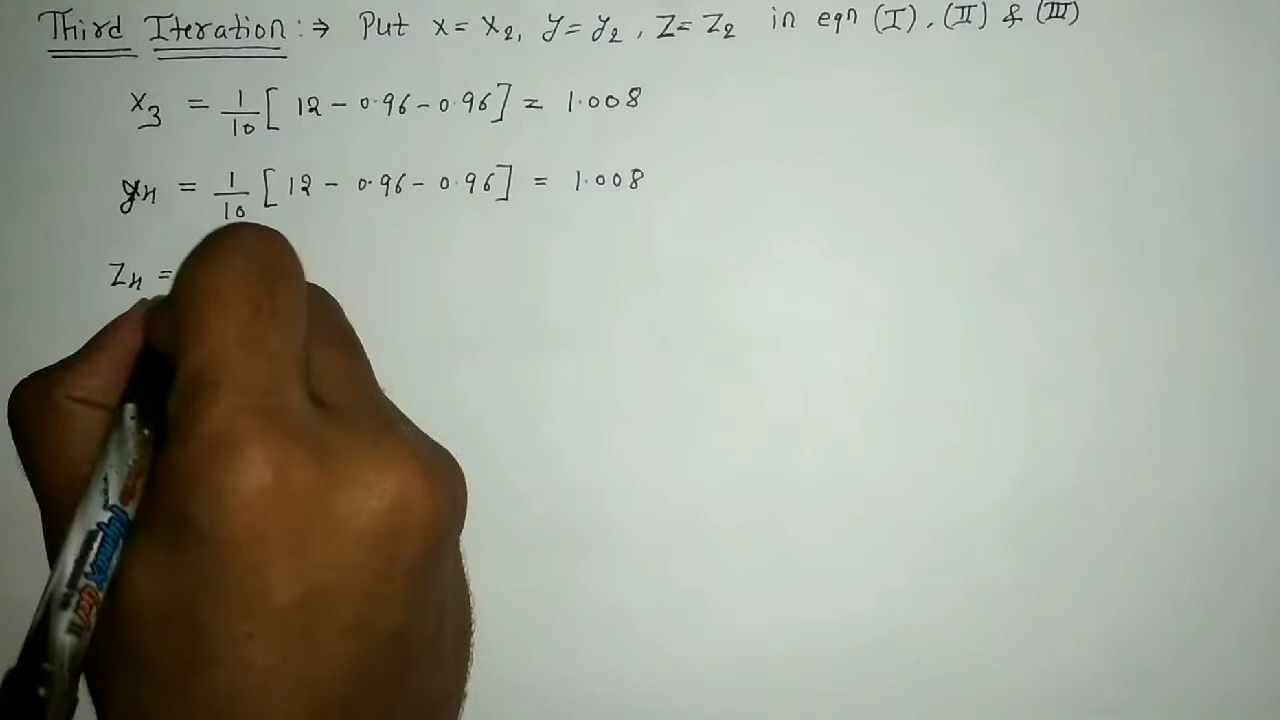 Third Iteration :⇒ Put x = x₂, y = y₂, z = z₂ in eqn (I), (II) & (III)
x₃ = 1/10 [12 - 0.96 - 0.96] = 1.008
y₄ = 1/10 [12 - 0.96 - 0.96] = 1.008
z₄ =